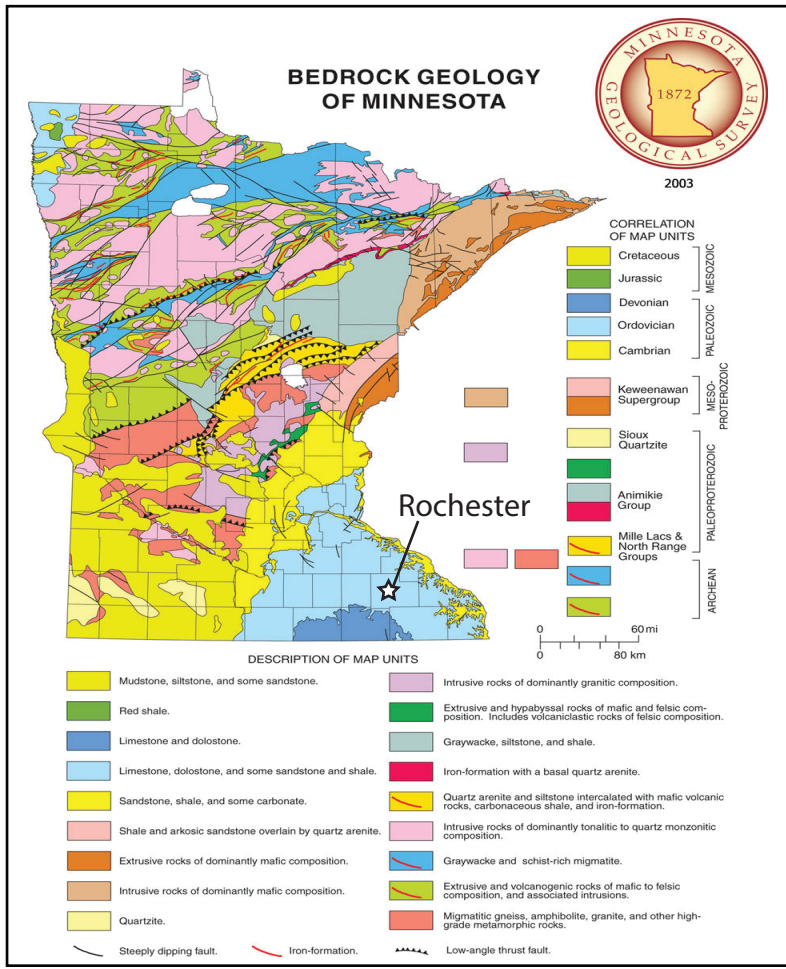 BEDROCK GEOLOGY
OF MINNESOTA
MINNESOTA
1872
GEOLOGICAL SURVEY
2003
CORRELATION
OF MAP UNITS
Cretaceous
Jurassic
MESOZOIC
Devonian
Ordovician
Cambrian
PALEOZOIC
Keweenawan
Supergroup
MESO-
PROTEROZOIC
Sioux
Quartzite
Animikie
Group
PALEOPROTEROZOIC
Mille Lacs &
North Range
Groups
ARCHEAN
Rochester
0 60 mi
0 80 km
DESCRIPTION OF MAP UNITS
Mudstone, siltstone, and some sandstone.
Red shale.
Limestone and dolostone.
Limestone, dolostone, and some sandstone and shale.
Sandstone, shale, and some carbonate.
Shale and arkosic sandstone overlain by quartz arenite.
Extrusive rocks of dominantly mafic composition.
Intrusive rocks of dominantly mafic composition.
Quartzite.
Intrusive rocks of dominantly granitic composition.
Extrusive and hypabyssal rocks of mafic and felsic com-
position. Includes volcaniclastic rocks of felsic composition.
Graywacke, siltstone, and shale.
Iron-formation with a basal quartz arenite.
Quartz arenite and siltstone intercalated with mafic volcanic
rocks, carbonaceous shale, and iron-formation.
Intrusive rocks of dominantly tonalitic to quartz monzonitic
composition.
Graywacke and schist-rich migmatite.
Extrusive and volcanogenic rocks of mafic to felsic
composition, and associated intrusions.
Migmatitic gneiss, amphibolite, granite, and other high-
grade metamorphic rocks.
Steeply dipping fault.
Iron-formation.
Low-angle thrust fault.